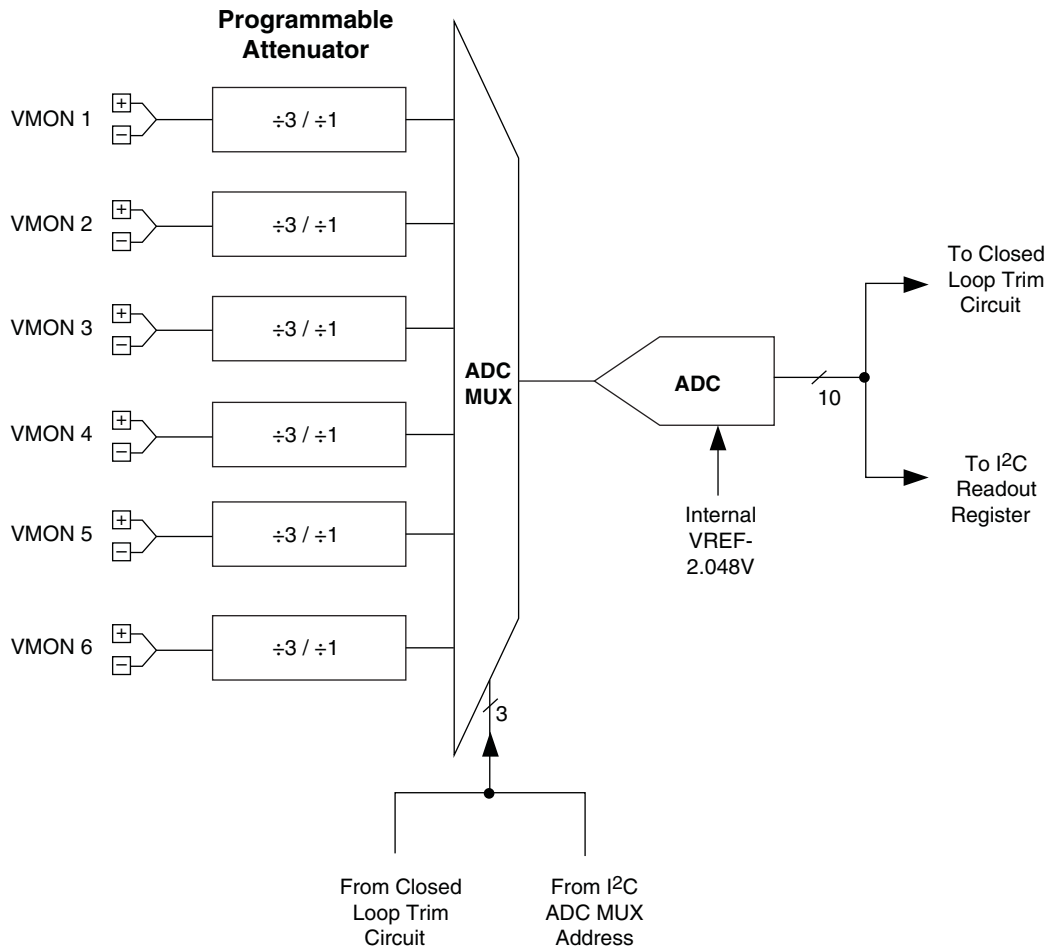 Programmable
Attenuator
VMON 1
+
−
÷3 / ÷1
VMON 2
+
−
÷3 / ÷1
VMON 3
+
−
÷3 / ÷1
VMON 4
+
−
÷3 / ÷1
VMON 5
+
−
÷3 / ÷1
VMON 6
+
−
÷3 / ÷1
ADC
MUX
3
From Closed
Loop Trim
Circuit
From I²C
ADC MUX
Address
ADC
Internal
VREF-
2.048V
10
To Closed
Loop Trim
Circuit
To I²C
Readout
Register